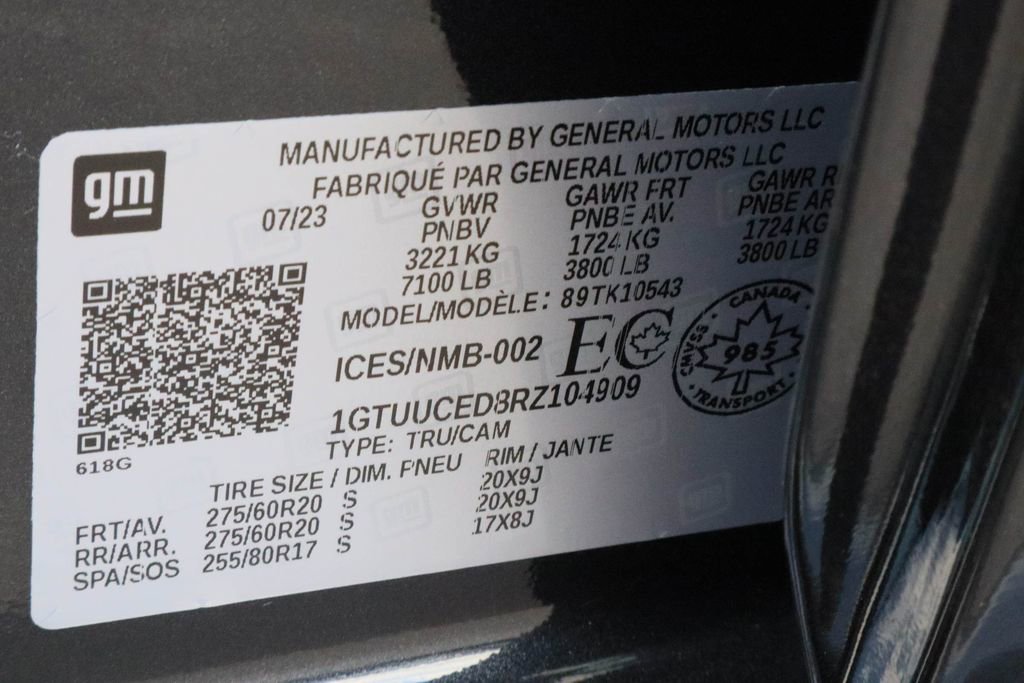 gm
MANUFACTURED BY GENERAL MOTORS LLC
FABRIQUÉ PAR GENERAL MOTORS LLC
07/23 GVWR GAWR FRT GAWR R
PNBV PNBE AV. PNBE AR
3221 KG 1724 KG 1724 KG
7100 LB 3800 LB 3800 LB
MODEL/MODÈLE: 89TK10543
ICES/NMB-002 EC
CANADA
CMVSS 985
TRANSPORT
1GTUUCED8RZ104909
618G
TYPE: TRU/CAM
TIRE SIZE / DIM. PNEU RIM / JANTE
FRT/AV. 275/60R20 S 20X9J
RR/ARR. 275/60R20 S 20X9J
SPA/SOS 255/80R17 S 17X8J